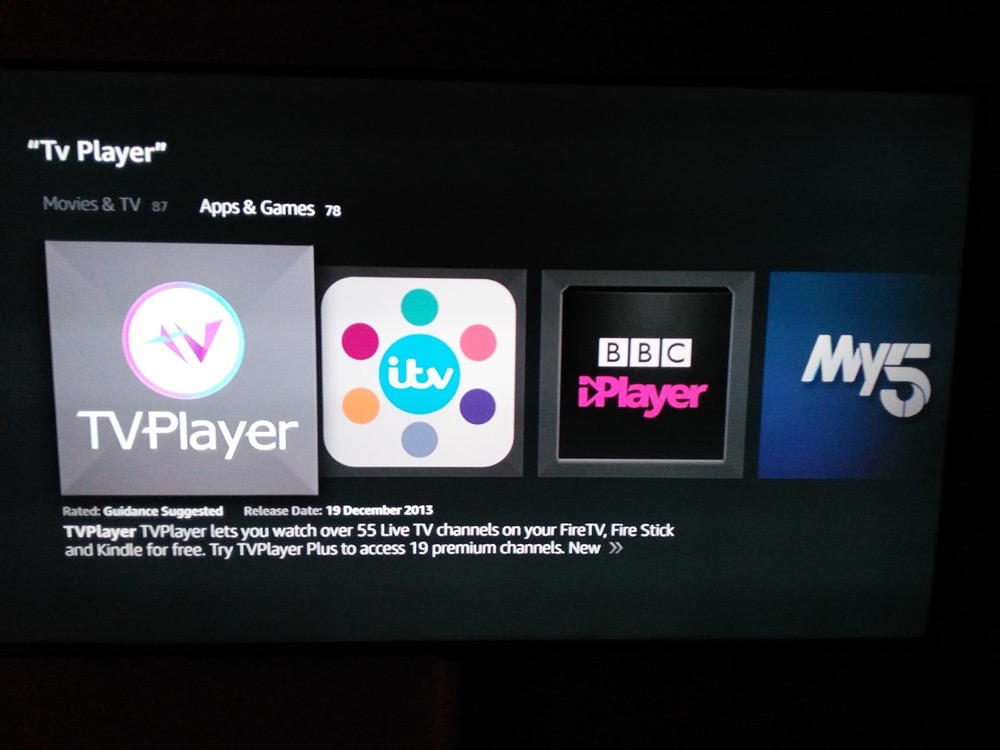 “Tv Player”
Movies & TV 87 Apps & Games 78
TVPlayer
itv
BBC
iPlayer
My5
Rated: Guidance Suggested Release Date: 19 December 2013
TVPlayer TVPlayer lets you watch over 55 Live TV channels on your FireTV, Fire Stick
and Kindle for free. Try TVPlayer Plus to access 19 premium channels. New »